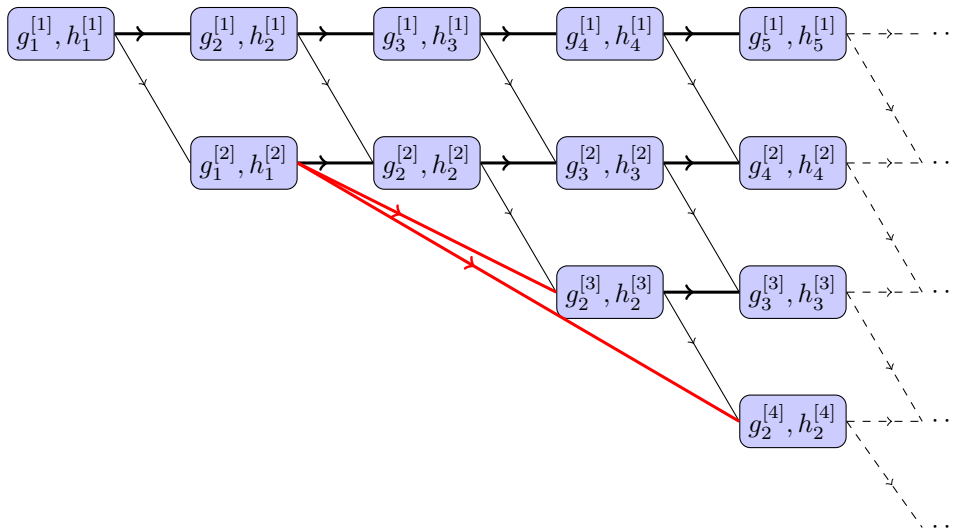 g_1^{[1]}, h_1^{[1]} g_2^{[1]}, h_2^{[1]} g_3^{[1]}, h_3^{[1]} g_4^{[1]}, h_4^{[1]} g_5^{[1]}, h_5^{[1]} ··
g_1^{[2]}, h_1^{[2]} g_2^{[2]}, h_2^{[2]} g_3^{[2]}, h_3^{[2]} g_4^{[2]}, h_4^{[2]} ··
g_2^{[3]}, h_2^{[3]} g_3^{[3]}, h_3^{[3]} ··
g_2^{[4]}, h_2^{[4]} ··
··